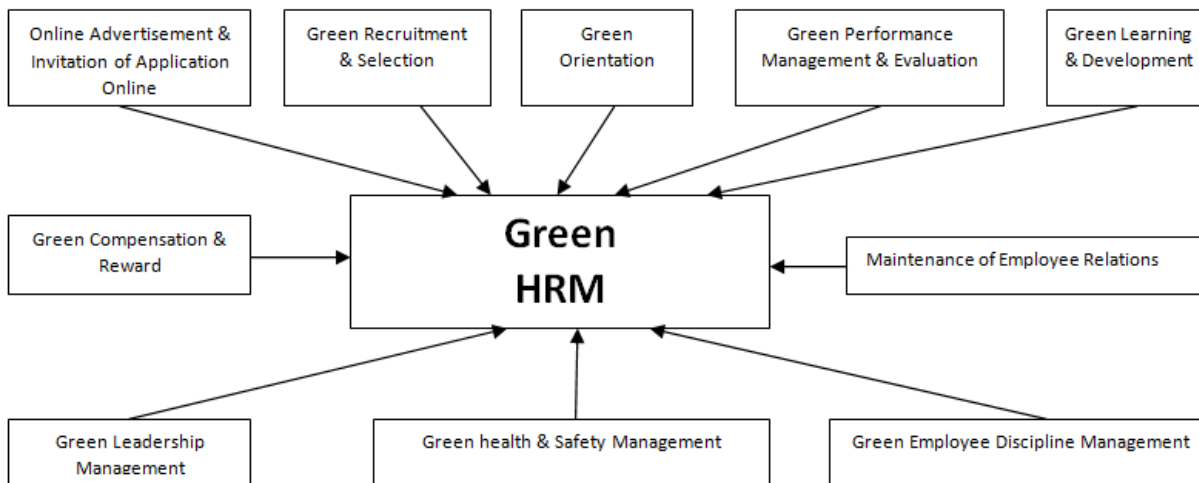 Online Advertisement &
Invitation of Application
Online
Green Recruitment
& Selection
Green
Orientation
Green Performance
Management & Evaluation
Green Learning
& Development
Green Compensation &
Reward
Green
HRM
Maintenance of Employee Relations
Green Leadership
Management
Green health & Safety Management
Green Employee Discipline Management